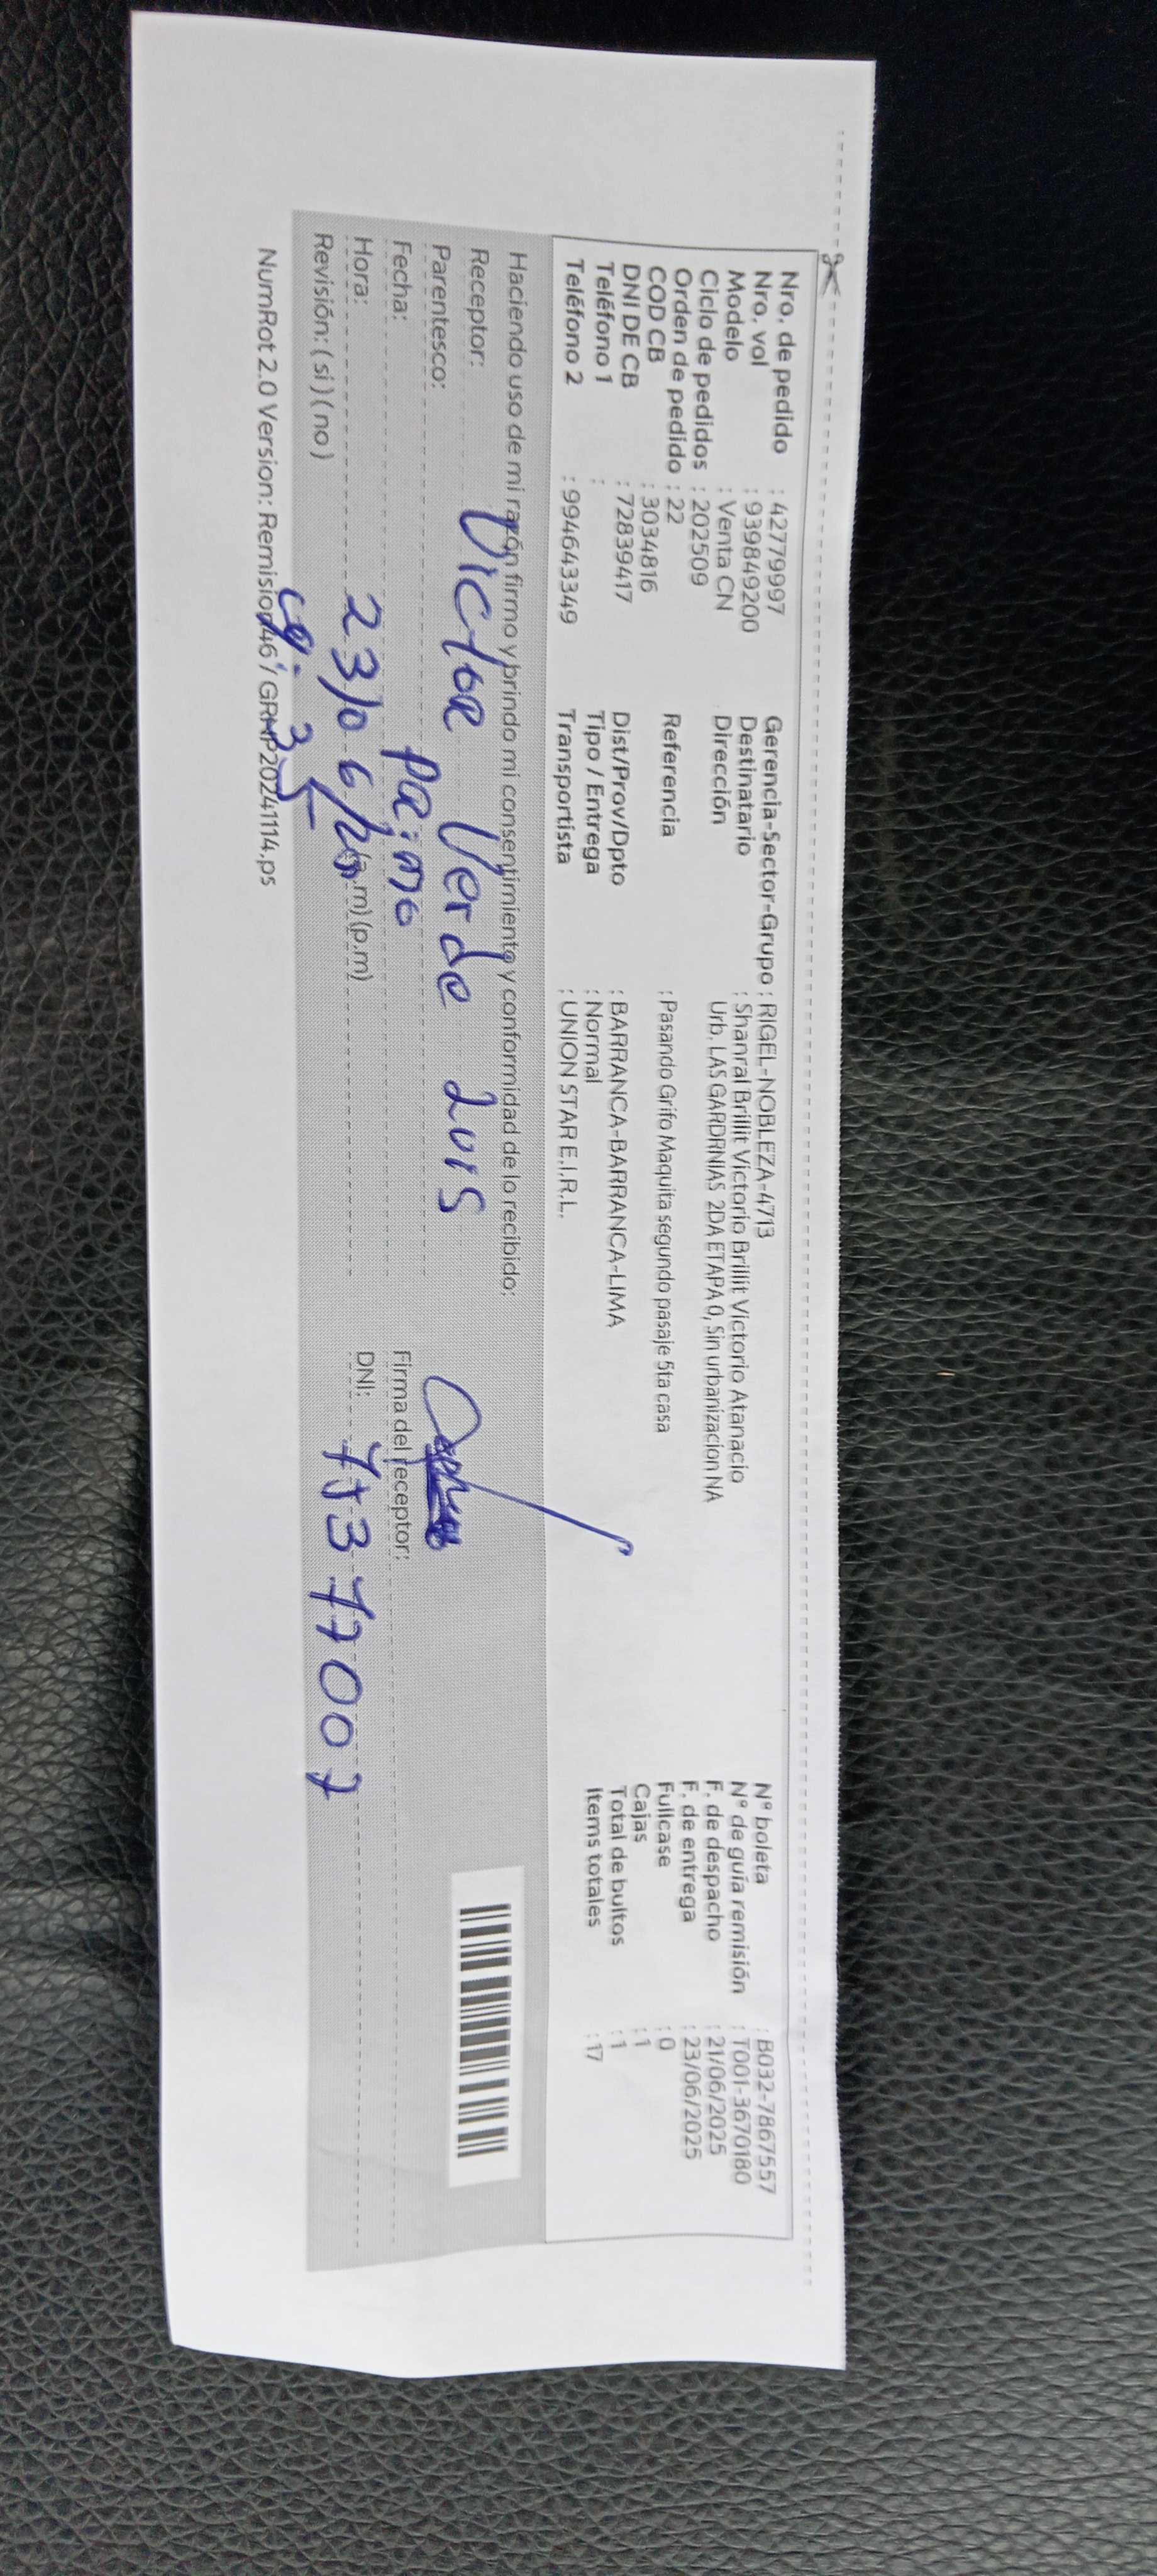 Nro. de pedido : 42779997
Nro. vol : 939849200
Modelo : Venta CN
Ciclo de pedidos : 202509
Orden de pedido : 22
COD CB : 3034816
DNI DE CB : 72839417
Teléfono 1 :
Teléfono 2 : 994643349
Gerencia-Sector-Grupo : RIGEL-NOBLEZA-4713
Destinatario : Shanral Brillit Victorio Brillit Victorio Atanacio
Dirección Urb. LAS GARDRNIAS 2DA ETAPA 0, Sin urbanizacion NA
Referencia : Pasando Grifo Maquita segundo pasaje 5ta casa
Dist/Prov/Dpto : BARRANCA-BARRANCA-LIMA
Tipo / Entrega : Normal
Transportista : UNION STAR E.I.R.L.
N° boleta : B032-7867557
N° de guía remisión : T001-3670180
F. de despacho : 21/06/2025
F. de entrega : 23/06/2025
Fullcase : 0
Cajas : 1
Total de bultos : 1
Items totales : 17
Haciendo uso de mi razón firmo y brindo mi consentimiento y conformidad de lo recibido:
Receptor: Victor Verde Luis
Parentesco: Primo
Fecha: 23/06/25
Hora: (a.m) (p.m)
Revisión: ( si ) ( no )
Firma del receptor:
DNI: 75377007
NumRot 2.0 Version: Remision46 / GRNP20241114.ps